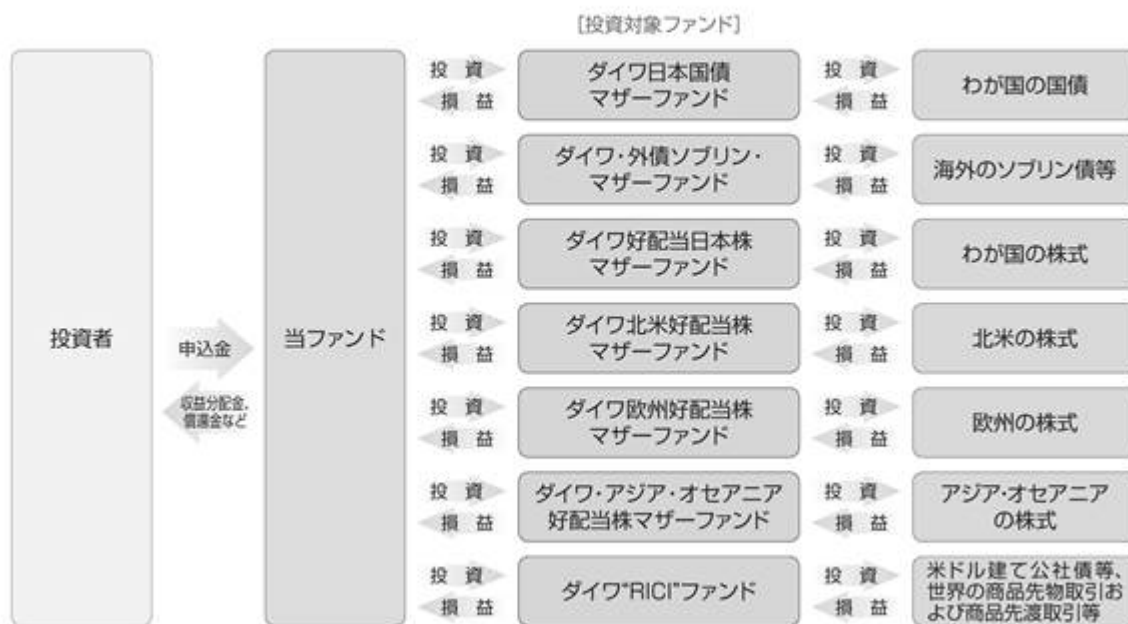 [投資対象ファンド]
投資者
申込金
収益分配金、
償還金など
当ファンド
投資
損益
ダイワ日本国債
マザーファンド
投資
損益
わが国の国債
投資
損益
ダイワ・外債ソブリン・
マザーファンド
投資
損益
海外のソブリン債等
投資
損益
ダイワ好配当日本株
マザーファンド
投資
損益
わが国の株式
投資
損益
ダイワ北米好配当株
マザーファンド
投資
損益
北米の株式
投資
損益
ダイワ欧州好配当株
マザーファンド
投資
損益
欧州の株式
投資
損益
ダイワ・アジア・オセアニア
好配当株マザーファンド
投資
損益
アジア・オセアニア
の株式
投資
損益
ダイワ“RICI”ファンド
投資
損益
米ドル建て公社債等、
世界の商品先物取引お
よび商品先渡取引等